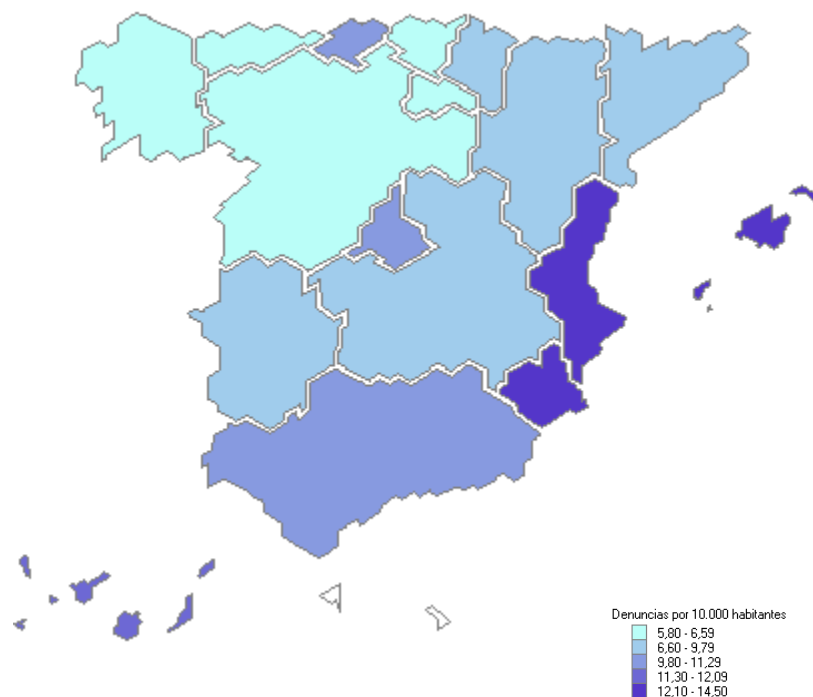 Denuncias por 10.000 habitantes
5,80 - 6,59
6,60 - 9,79
9,80 - 11,29
11,30 - 12,09
12,10 - 14,50